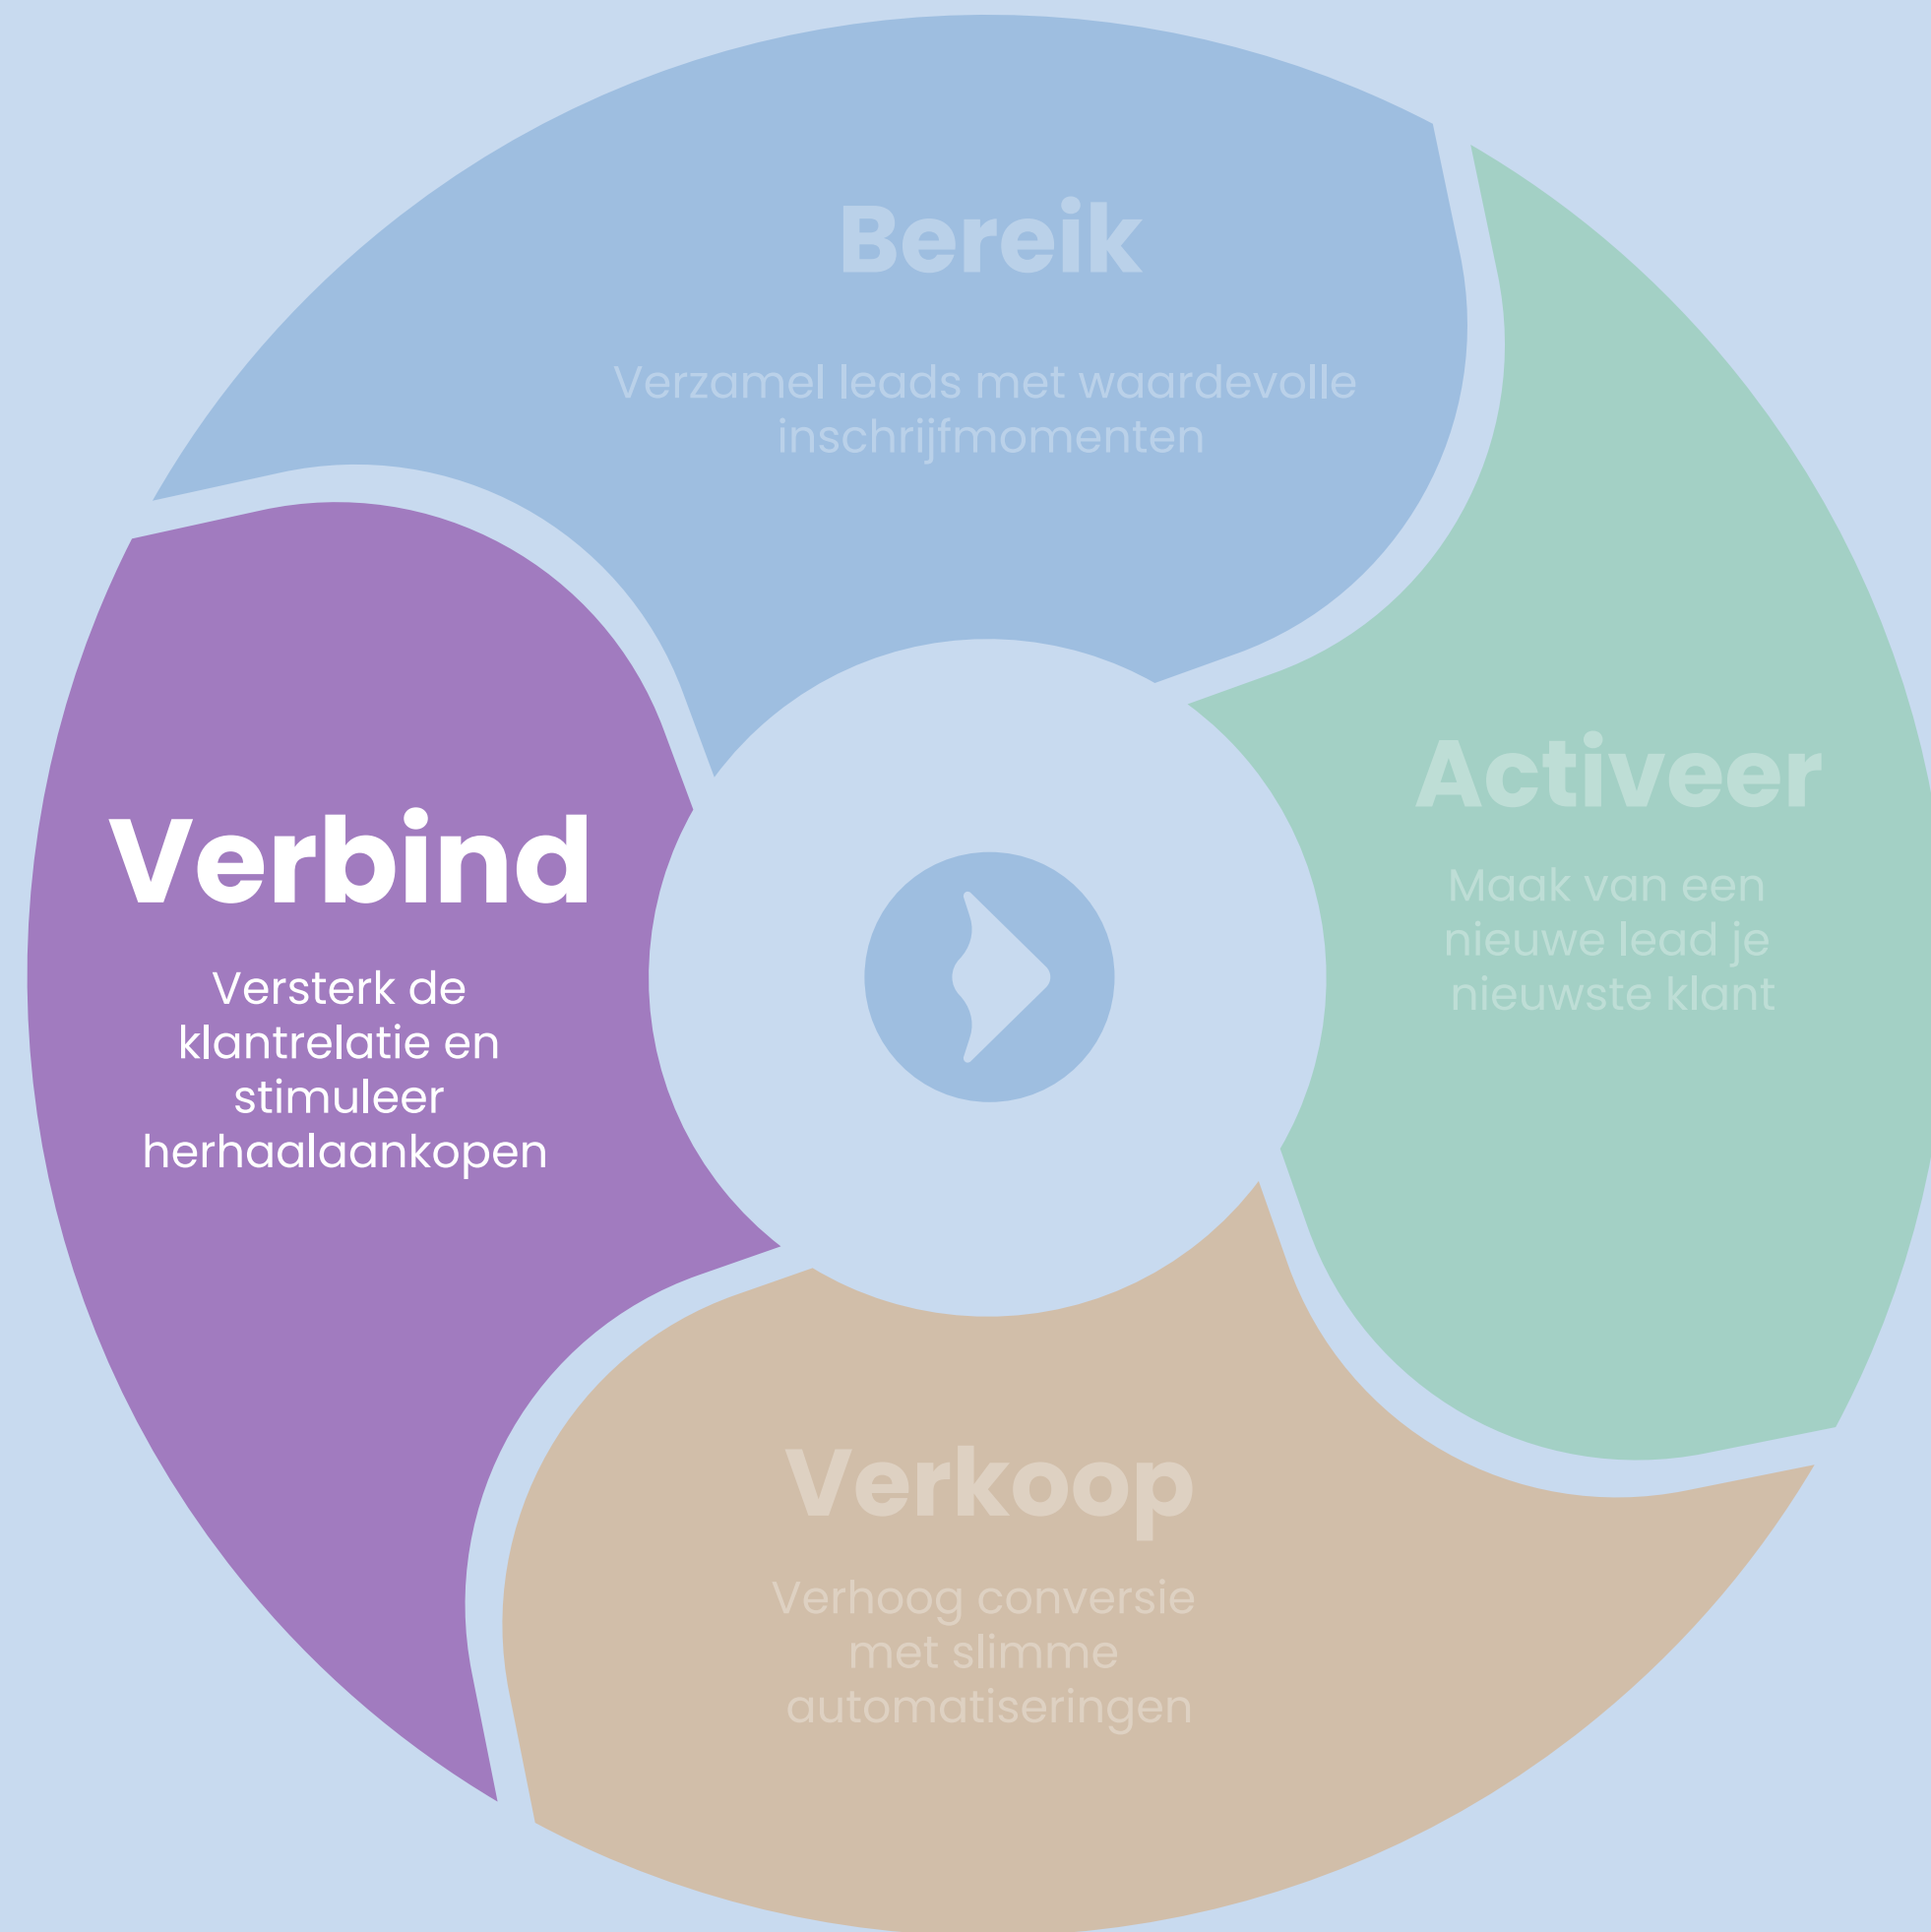 Bereik
Verzamel leads met waardevolle
inschrijfmomenten
Activeer
Maak van een
nieuwe lead je
nieuwste klant
Verkoop
Verhoog conversie
met slimme
automatiseringen
Verbind
Versterk de
klantrelatie en
stimuleer
herhaalaankopen